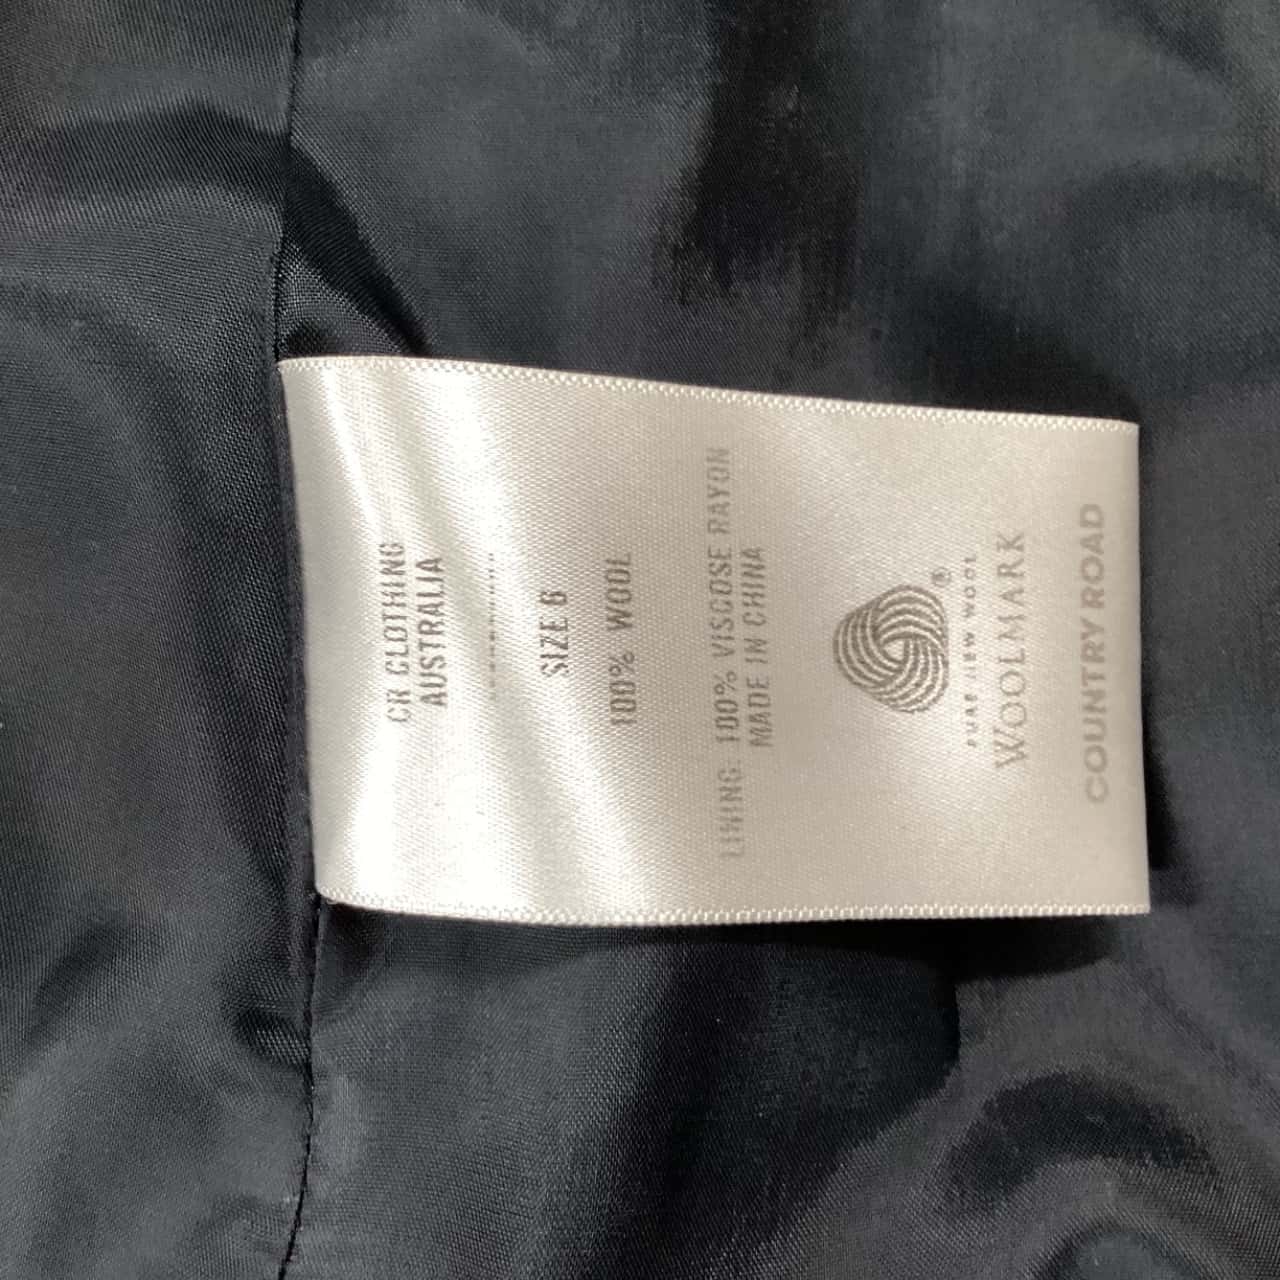 CR CLOTHING
AUSTRALIA
SIZE 6
100% WOOL
LINING: 100% VISCOSE RAYON
MADE IN CHINA
®
PURE NEW WOOL
WOOLMARK
COUNTRY ROAD